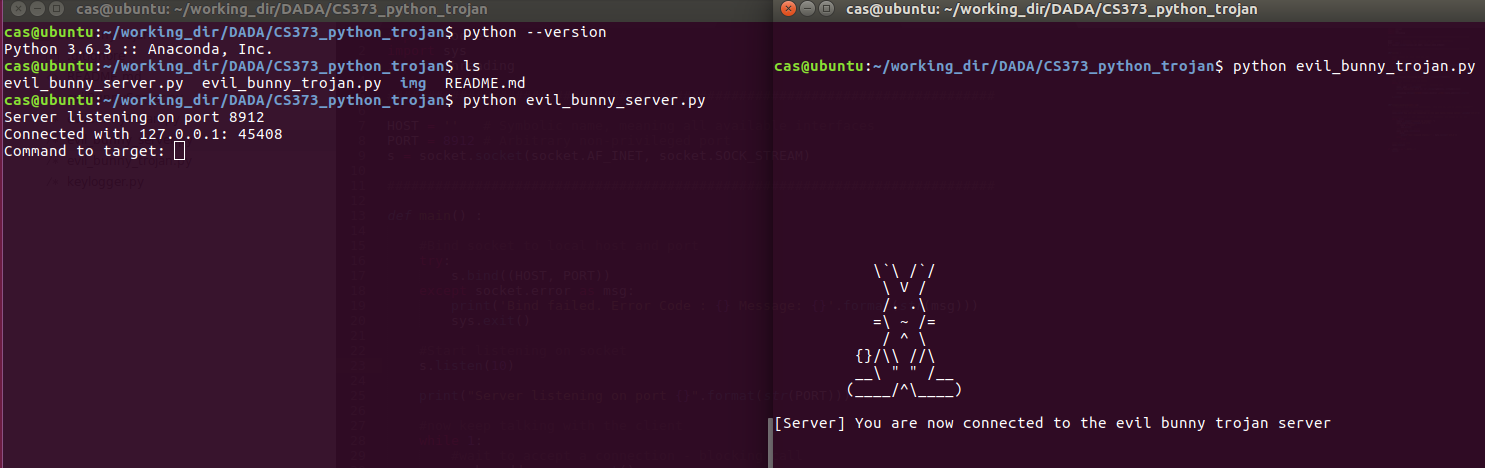 cas@ubuntu: ~/working_dir/DADA/CS373_python_trojan
cas@ubuntu:~/working_dir/DADA/CS373_python_trojan$ python --version
Python 3.6.3 :: Anaconda, Inc.
cas@ubuntu:~/working_dir/DADA/CS373_python_trojan$ ls
evil_bunny_server.py  evil_bunny_trojan.py  img  README.md
cas@ubuntu:~/working_dir/DADA/CS373_python_trojan$ python evil_bunny_server.py
Server listening on port 8912
Connected with 127.0.0.1: 45408
Command to target:
keylogger.py
cas@ubuntu: ~/working_dir/DADA/CS373_python_trojan
cas@ubuntu:~/working_dir/DADA/CS373_python_trojan$ python evil_bunny_trojan.py
\`\ /`/
\ V /
/. .\
=\ ~ /=
/ ^ \
{}/\\ //\
__\ " " /__
(____/^\____)
[Server] You are now connected to the evil bunny trojan server